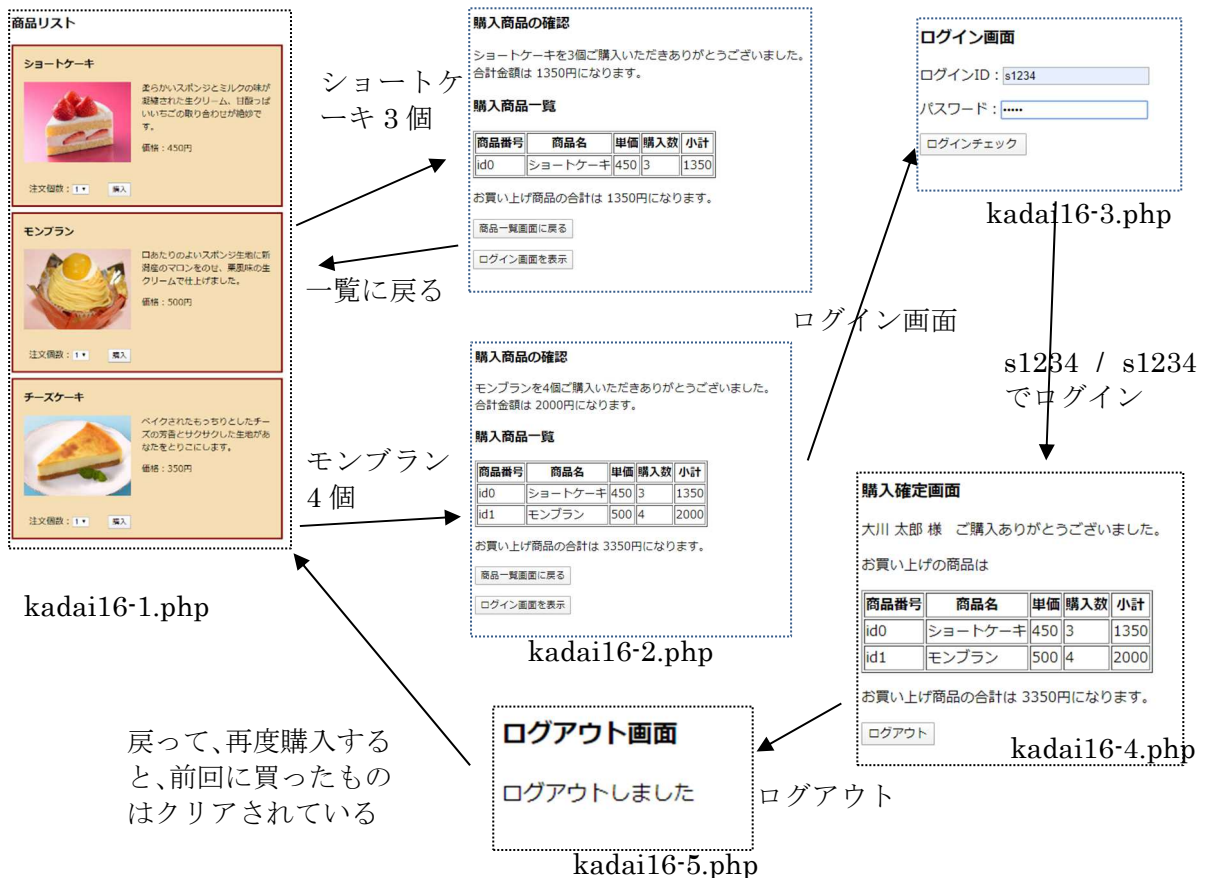 商品リスト
ショートケーキ
柔らかいスポンジとミルクの味が
凝縮された生クリーム、甘酸っぱ
いいちごの取り合わせが絶妙で
す。
価格：450円
注文個数：1 購入
モンブラン
口あたりのよいスポンジ生地に新
潟産のマロンをのせ、栗風味の生
クリームで仕上げました。
価格：500円
注文個数：1 購入
チーズケーキ
ベイクされたもっちりとしたチー
ズの芳香とサクサクした生地があ
なたをとりこにします。
価格：350円
注文個数：1 購入
kadai16-1.php
ショートケ
ーキ3個
一覧に戻る
モンブラン
4個
購入商品の確認
ショートケーキを3個ご購入いただきありがとうございました。
合計金額は 1350円になります。
購入商品一覧
商品番号 商品名 単価 購入数 小計
id0 ショートケーキ 450 3 1350
お買い上げ商品の合計は 1350円になります。
商品一覧画面に戻る
ログイン画面を表示
購入商品の確認
モンブランを4個ご購入いただきありがとうございました。
合計金額は 2000円になります。
購入商品一覧
商品番号 商品名 単価 購入数 小計
id0 ショートケーキ 450 3 1350
id1 モンブラン 500 4 2000
お買い上げ商品の合計は 3350円になります。
商品一覧画面に戻る
ログイン画面を表示
kadai16-2.php
ログイン画面
ログイン画面
ログインID：s1234
パスワード：•••••
ログインチェック
kadai16-3.php
s1234 / s1234
でログイン
購入確定画面
大川 太郎 様　ご購入ありがとうございました。
お買い上げの商品は
商品番号 商品名 単価 購入数 小計
id0 ショートケーキ 450 3 1350
id1 モンブラン 500 4 2000
お買い上げ商品の合計は 3350円になります。
ログアウト
kadai16-4.php
ログアウト
ログアウト画面
ログアウトしました
kadai16-5.php
戻って、再度購入する
と、前回に買ったもの
はクリアされている